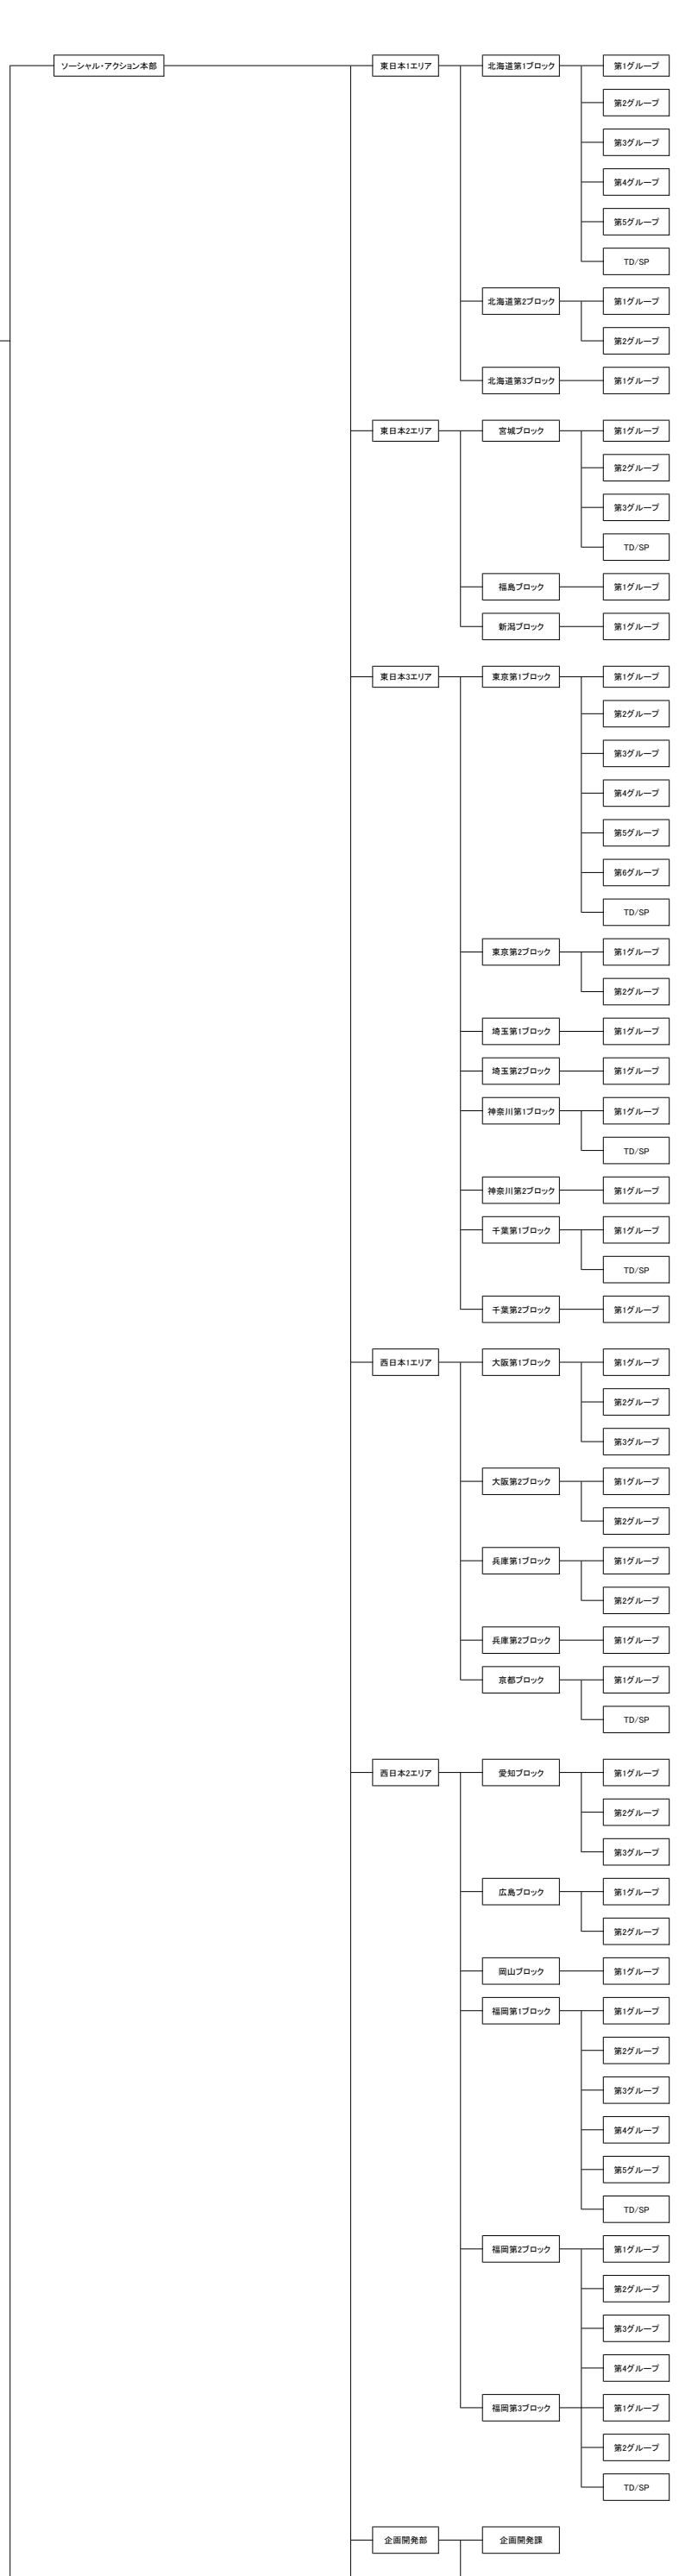 ソーシャル・アクション本部
東日本1エリア
北海道第1ブロック
第1グループ
第2グループ
第3グループ
第4グループ
第5グループ
TD/SP
北海道第2ブロック
第1グループ
第2グループ
北海道第3ブロック
第1グループ
東日本2エリア
宮城ブロック
第1グループ
第2グループ
第3グループ
TD/SP
福島ブロック
第1グループ
新潟ブロック
第1グループ
東日本3エリア
東京第1ブロック
第1グループ
第2グループ
第3グループ
第4グループ
第5グループ
第6グループ
TD/SP
東京第2ブロック
第1グループ
第2グループ
埼玉第1ブロック
第1グループ
埼玉第2ブロック
第1グループ
神奈川第1ブロック
第1グループ
TD/SP
神奈川第2ブロック
第1グループ
千葉第1ブロック
第1グループ
TD/SP
千葉第2ブロック
第1グループ
西日本1エリア
大阪第1ブロック
第1グループ
第2グループ
第3グループ
大阪第2ブロック
第1グループ
第2グループ
兵庫第1ブロック
第1グループ
第2グループ
兵庫第2ブロック
第1グループ
京都ブロック
第1グループ
TD/SP
西日本2エリア
愛知ブロック
第1グループ
第2グループ
第3グループ
広島ブロック
第1グループ
第2グループ
岡山ブロック
第1グループ
福岡第1ブロック
第1グループ
第2グループ
第3グループ
第4グループ
第5グループ
TD/SP
福岡第2ブロック
第1グループ
第2グループ
第3グループ
第4グループ
福岡第3ブロック
第1グループ
第2グループ
TD/SP
企画開発部
企画開発課